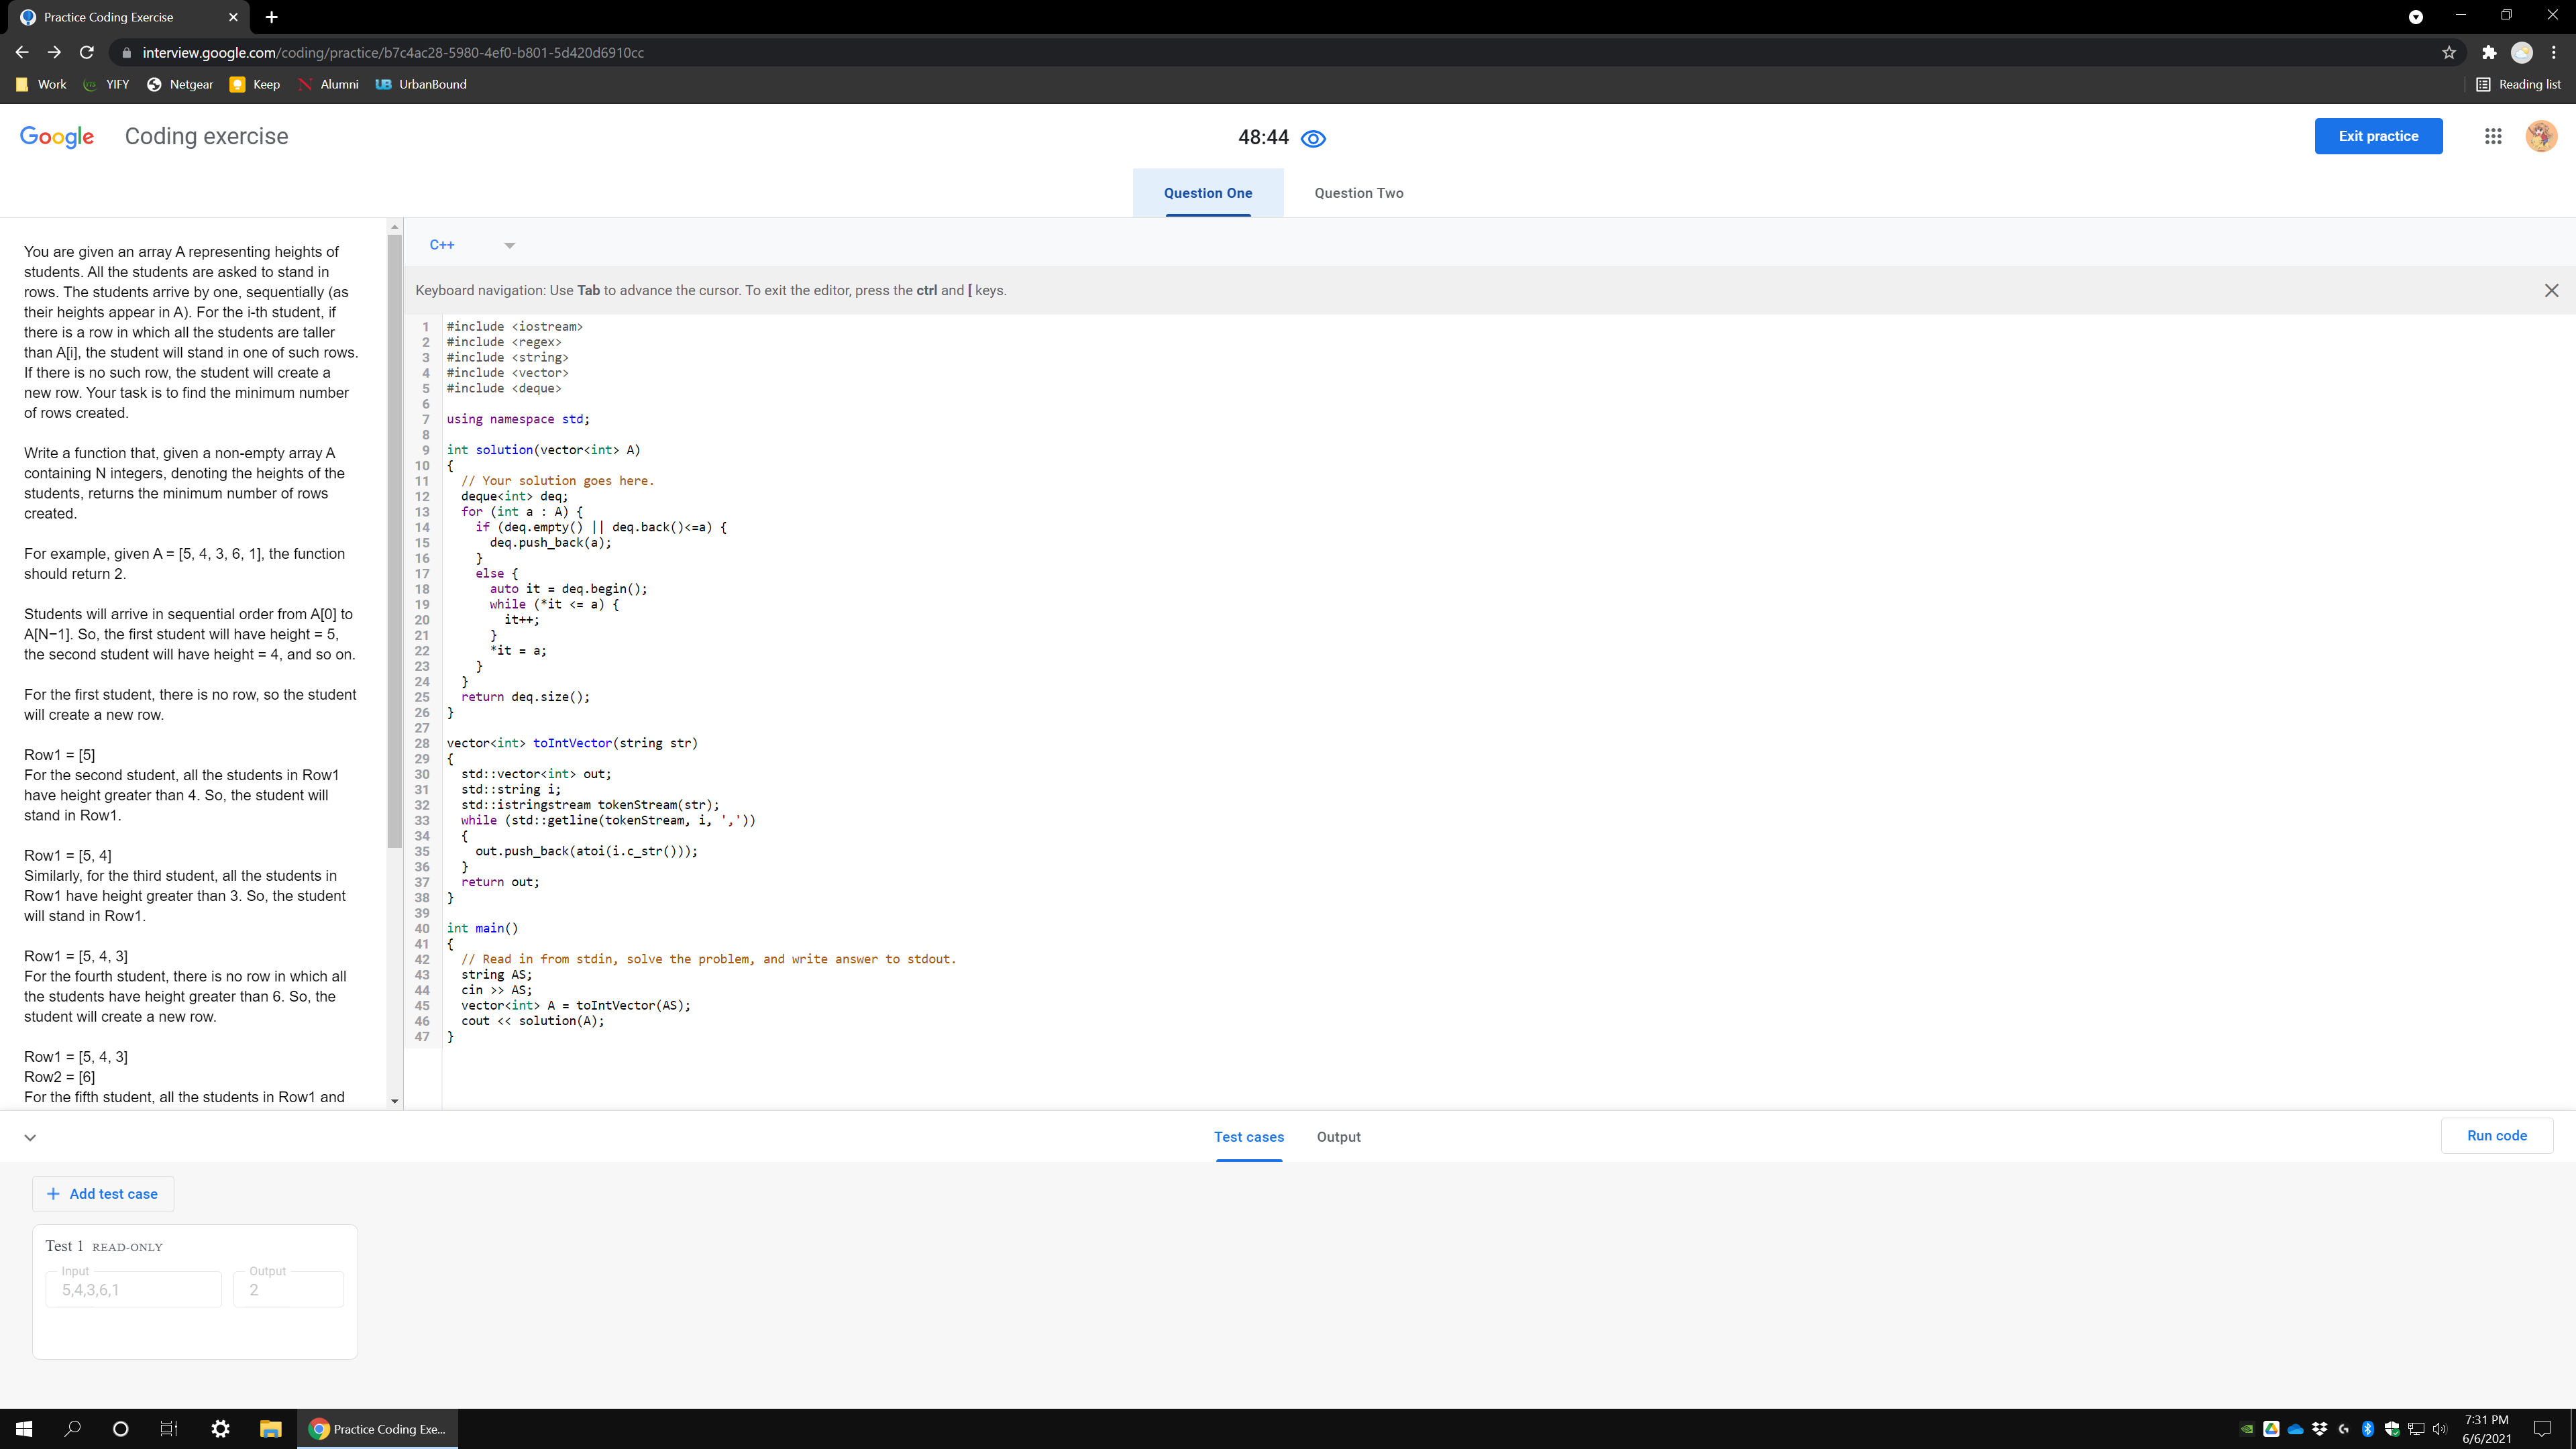 Practice Coding Exercise
interview.google.com/coding/practice/b7c4ac28-5980-4ef0-b801-5d420d6910cc
Work YIFY Netgear Keep Alumni UB UrbanBound Reading list
Google Coding exercise 48:44 Exit practice
Question One Question Two
You are given an array A representing heights of
students. All the students are asked to stand in
rows. The students arrive by one, sequentially (as
their heights appear in A). For the i-th student, if
there is a row in which all the students are taller
than A[i], the student will stand in one of such rows.
If there is no such row, the student will create a
new row. Your task is to find the minimum number
of rows created.
Write a function that, given a non-empty array A
containing N integers, denoting the heights of the
students, returns the minimum number of rows
created.
For example, given A = [5, 4, 3, 6, 1], the function
should return 2.
Students will arrive in sequential order from A[0] to
A[N−1]. So, the first student will have height = 5,
the second student will have height = 4, and so on.
For the first student, there is no row, so the student
will create a new row.
Row1 = [5]
For the second student, all the students in Row1
have height greater than 4. So, the student will
stand in Row1.
Row1 = [5, 4]
Similarly, for the third student, all the students in
Row1 have height greater than 3. So, the student
will stand in Row1.
Row1 = [5, 4, 3]
For the fourth student, there is no row in which all
the students have height greater than 6. So, the
student will create a new row.
Row1 = [5, 4, 3]
Row2 = [6]
For the fifth student, all the students in Row1 and
C++
Keyboard navigation: Use Tab to advance the cursor. To exit the editor, press the ctrl and [ keys.
1 #include <iostream>
2 #include <regex>
3 #include <string>
4 #include <vector>
5 #include <deque>
6
7 using namespace std;
8
9 int solution(vector<int> A)
10 {
11   // Your solution goes here.
12   deque<int> deq;
13   for (int a : A) {
14     if (deq.empty() || deq.back()<=a) {
15       deq.push_back(a);
16     }
17     else {
18       auto it = deq.begin();
19       while (*it <= a) {
20         it++;
21       }
22       *it = a;
23     }
24   }
25   return deq.size();
26 }
27
28 vector<int> toIntVector(string str)
29 {
30   std::vector<int> out;
31   std::string i;
32   std::istringstream tokenStream(str);
33   while (std::getline(tokenStream, i, ','))
34   {
35     out.push_back(atoi(i.c_str()));
36   }
37   return out;
38 }
39
40 int main()
41 {
42   // Read in from stdin, solve the problem, and write answer to stdout.
43   string AS;
44   cin >> AS;
45   vector<int> A = toIntVector(AS);
46   cout << solution(A);
47 }
Test cases Output Run code
+ Add test case
Test 1 READ-ONLY
Input Output
5,4,3,6,1 2
Practice Coding Exe...
7:31 PM
6/6/2021